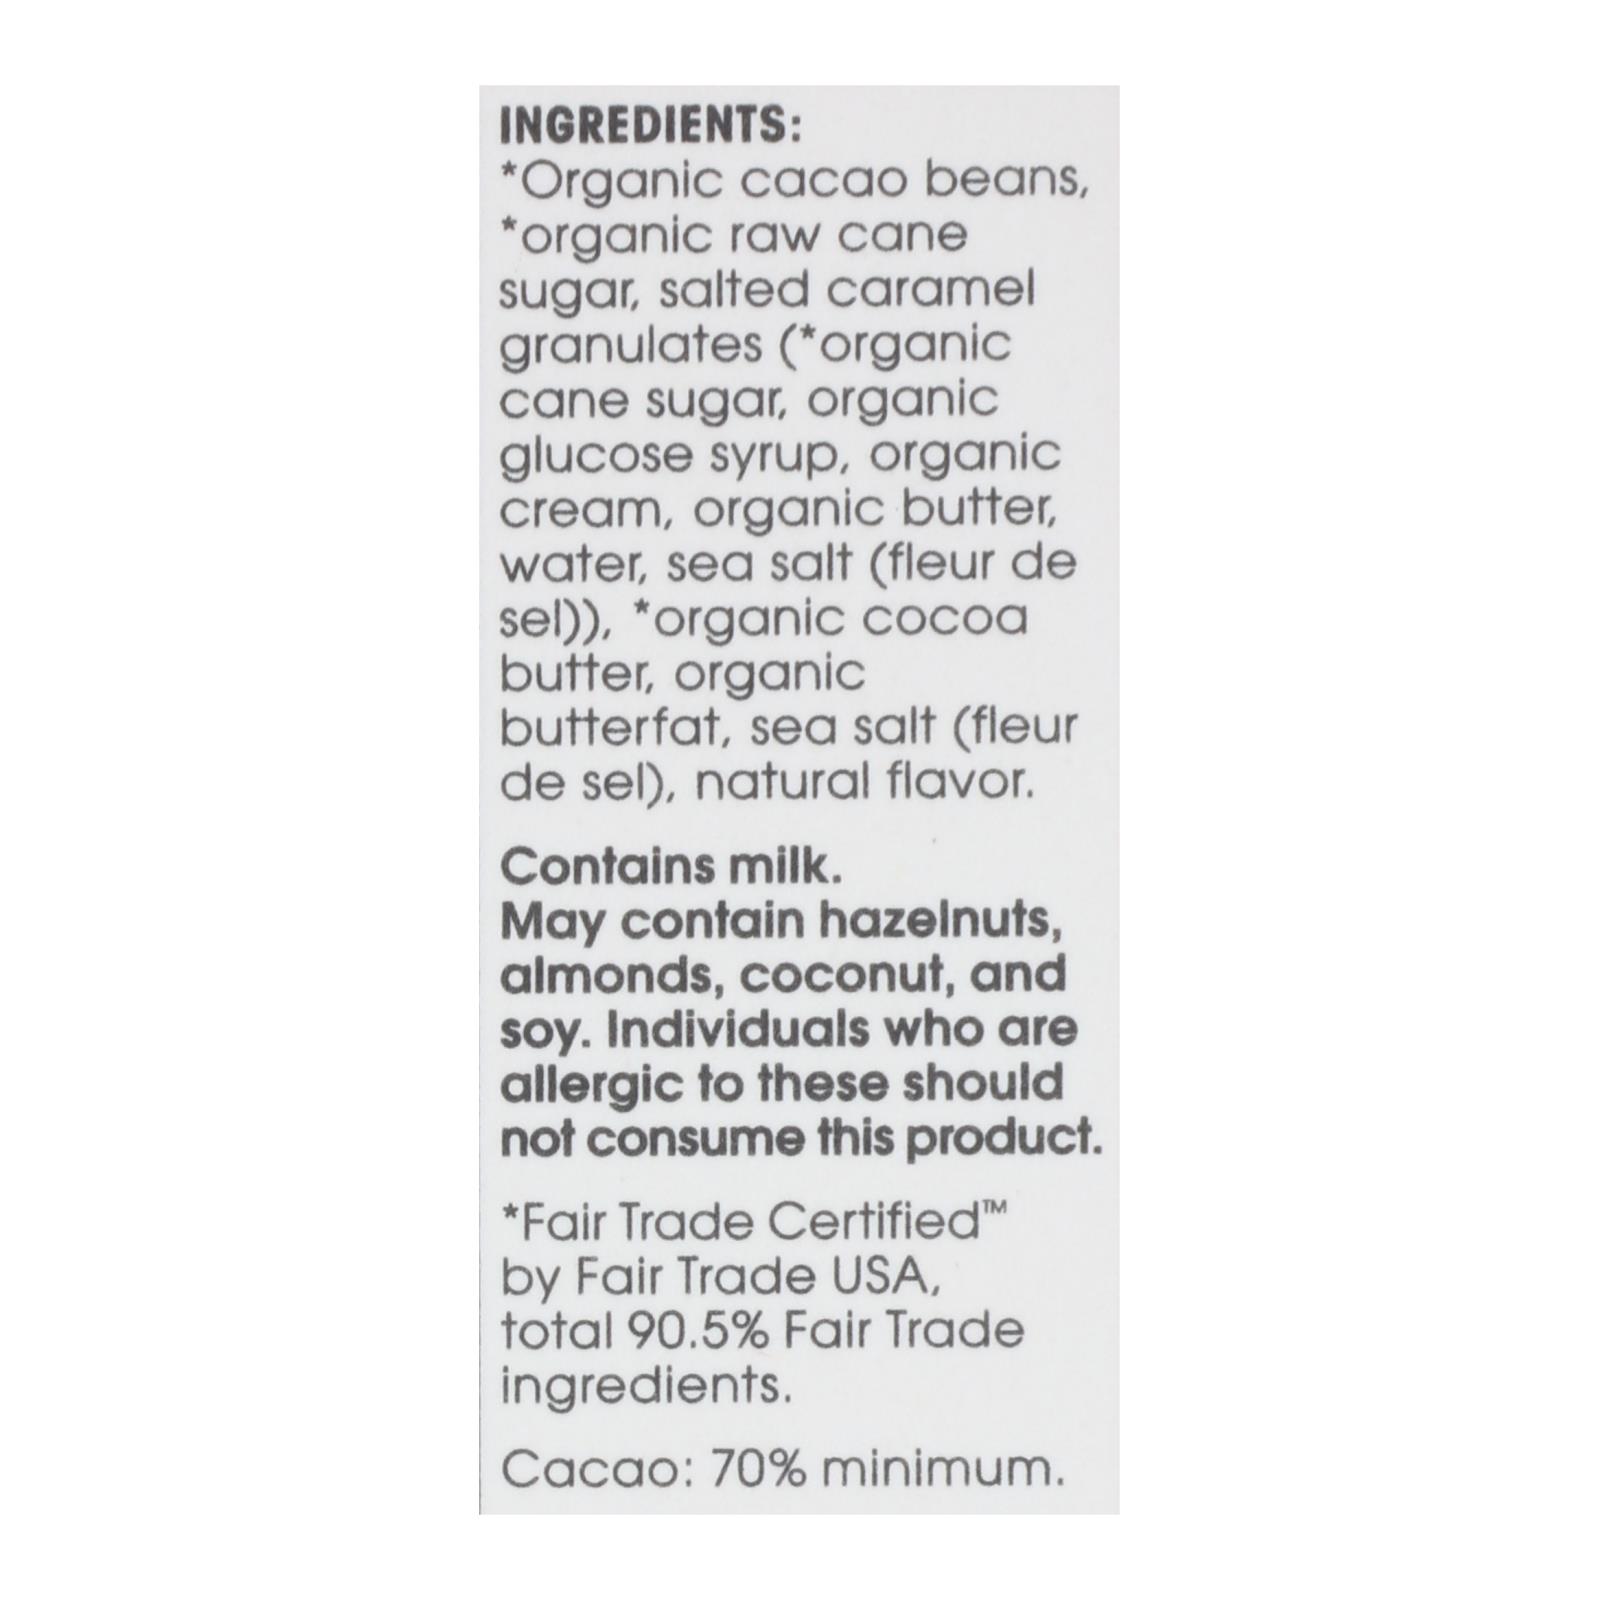 INGREDIENTS:
*Organic cacao beans,
*organic raw cane
sugar, salted caramel
granulates (*organic
cane sugar, organic
glucose syrup, organic
cream, organic butter,
water, sea salt (fleur de
sel)), *organic cocoa
butter, organic
butterfat, sea salt (fleur
de sel), natural flavor.
Contains milk.
May contain hazelnuts,
almonds, coconut, and
soy. Individuals who are
allergic to these should
not consume this product.
*Fair Trade Certified™
by Fair Trade USA,
total 90.5% Fair Trade
ingredients.
Cacao: 70% minimum.